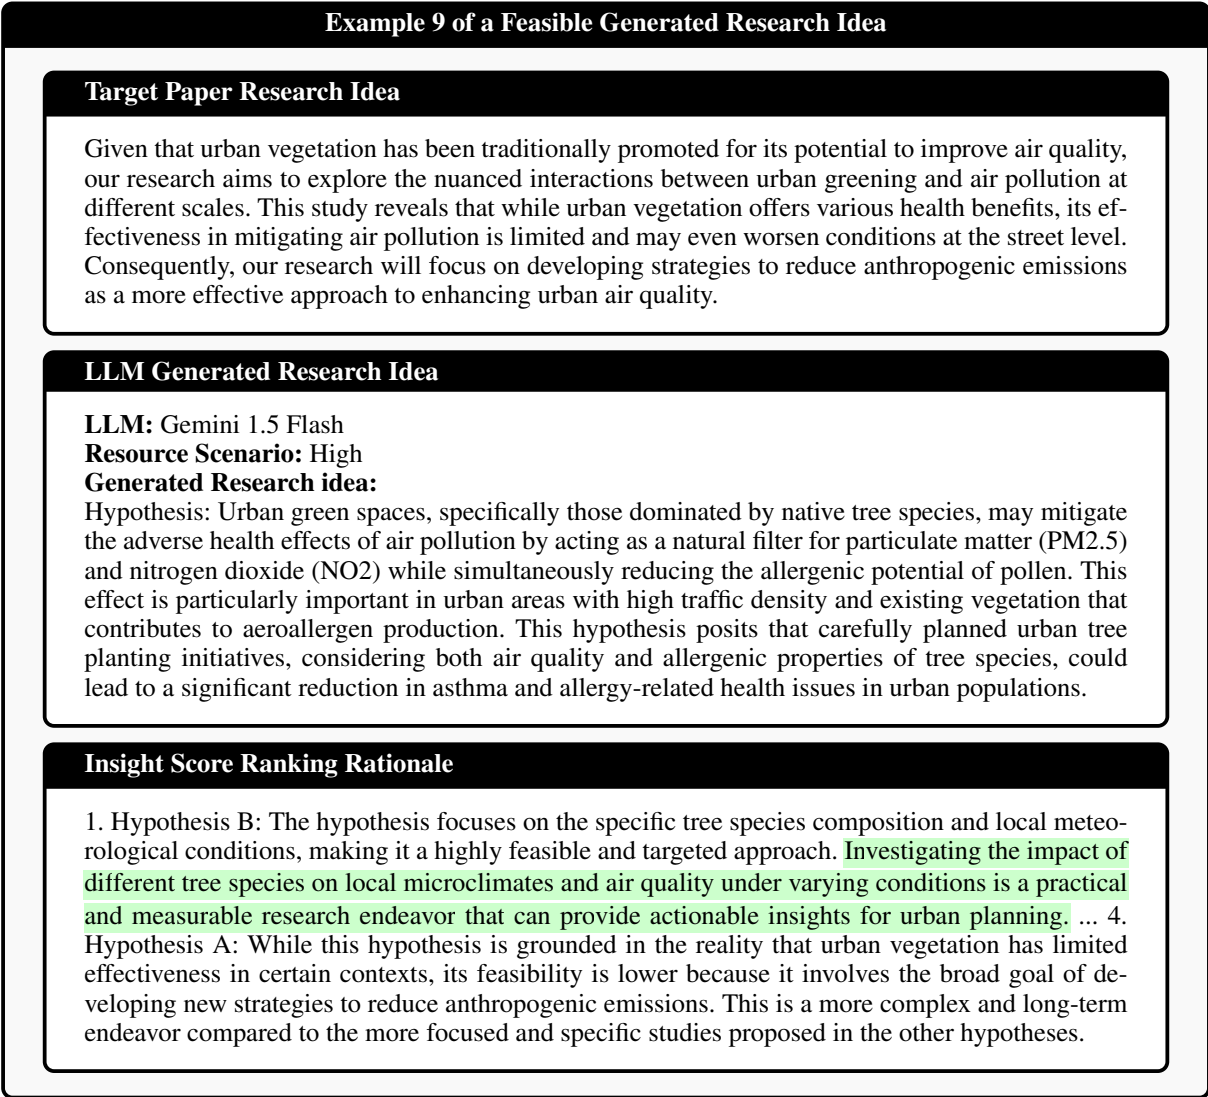 Example 9 of a Feasible Generated Research Idea
Target Paper Research Idea
Given that urban vegetation has been traditionally promoted for its potential to improve air quality,
our research aims to explore the nuanced interactions between urban greening and air pollution at
different scales. This study reveals that while urban vegetation offers various health benefits, its ef-
fectiveness in mitigating air pollution is limited and may even worsen conditions at the street level.
Consequently, our research will focus on developing strategies to reduce anthropogenic emissions
as a more effective approach to enhancing urban air quality.
LLM Generated Research Idea
LLM: Gemini 1.5 Flash
Resource Scenario: High
Generated Research idea:
Hypothesis: Urban green spaces, specifically those dominated by native tree species, may mitigate
the adverse health effects of air pollution by acting as a natural filter for particulate matter (PM2.5)
and nitrogen dioxide (NO2) while simultaneously reducing the allergenic potential of pollen. This
effect is particularly important in urban areas with high traffic density and existing vegetation that
contributes to aeroallergen production. This hypothesis posits that carefully planned urban tree
planting initiatives, considering both air quality and allergenic properties of tree species, could
lead to a significant reduction in asthma and allergy-related health issues in urban populations.
Insight Score Ranking Rationale
1. Hypothesis B: The hypothesis focuses on the specific tree species composition and local meteo-
rological conditions, making it a highly feasible and targeted approach. Investigating the impact of
different tree species on local microclimates and air quality under varying conditions is a practical
and measurable research endeavor that can provide actionable insights for urban planning. ... 4.
Hypothesis A: While this hypothesis is grounded in the reality that urban vegetation has limited
effectiveness in certain contexts, its feasibility is lower because it involves the broad goal of de-
veloping new strategies to reduce anthropogenic emissions. This is a more complex and long-term
endeavor compared to the more focused and specific studies proposed in the other hypotheses.